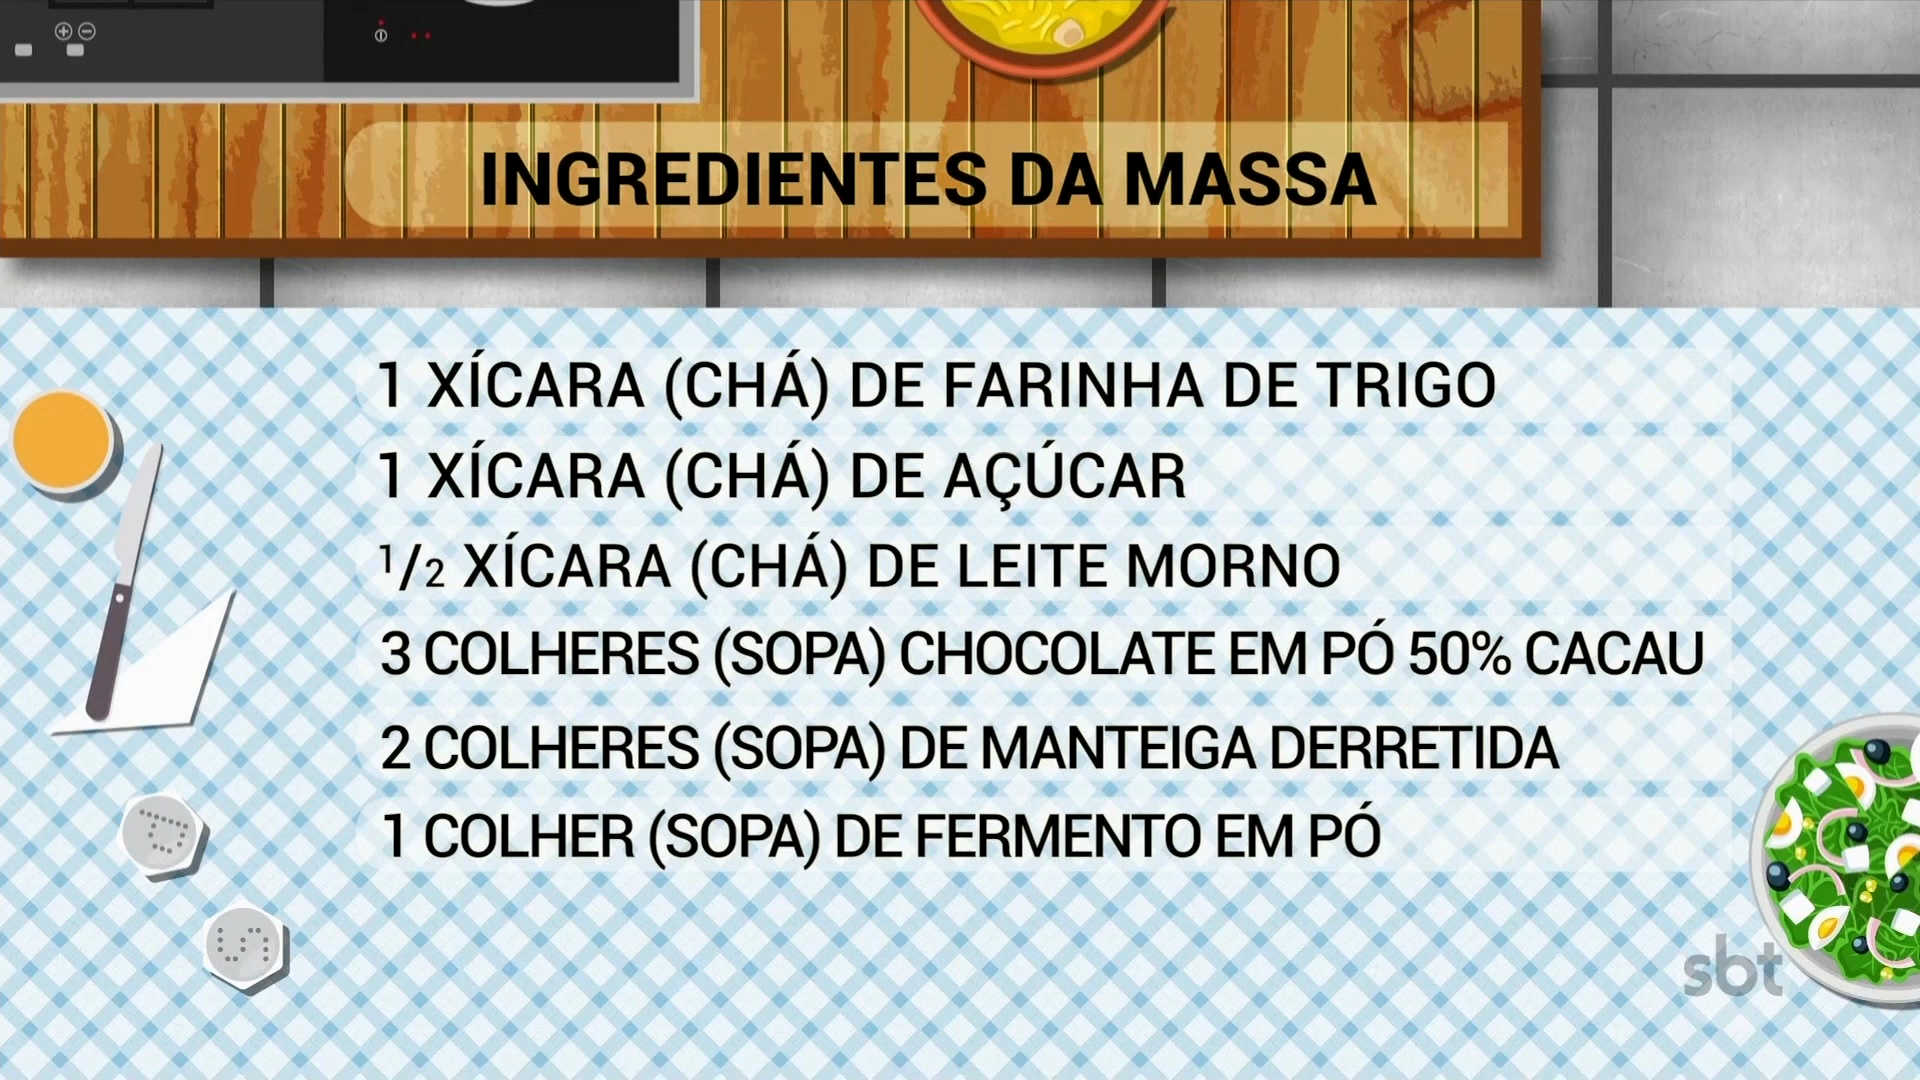 INGREDIENTES DA MASSA
1 XÍCARA (CHÁ) DE FARINHA DE TRIGO
1 XÍCARA (CHÁ) DE AÇÚCAR
1/2 XÍCARA (CHÁ) DE LEITE MORNO
3 COLHERES (SOPA) CHOCOLATE EM PÓ 50% CACAU
2 COLHERES (SOPA) DE MANTEIGA DERRETIDA
1 COLHER (SOPA) DE FERMENTO EM PÓ
P
S
sbt